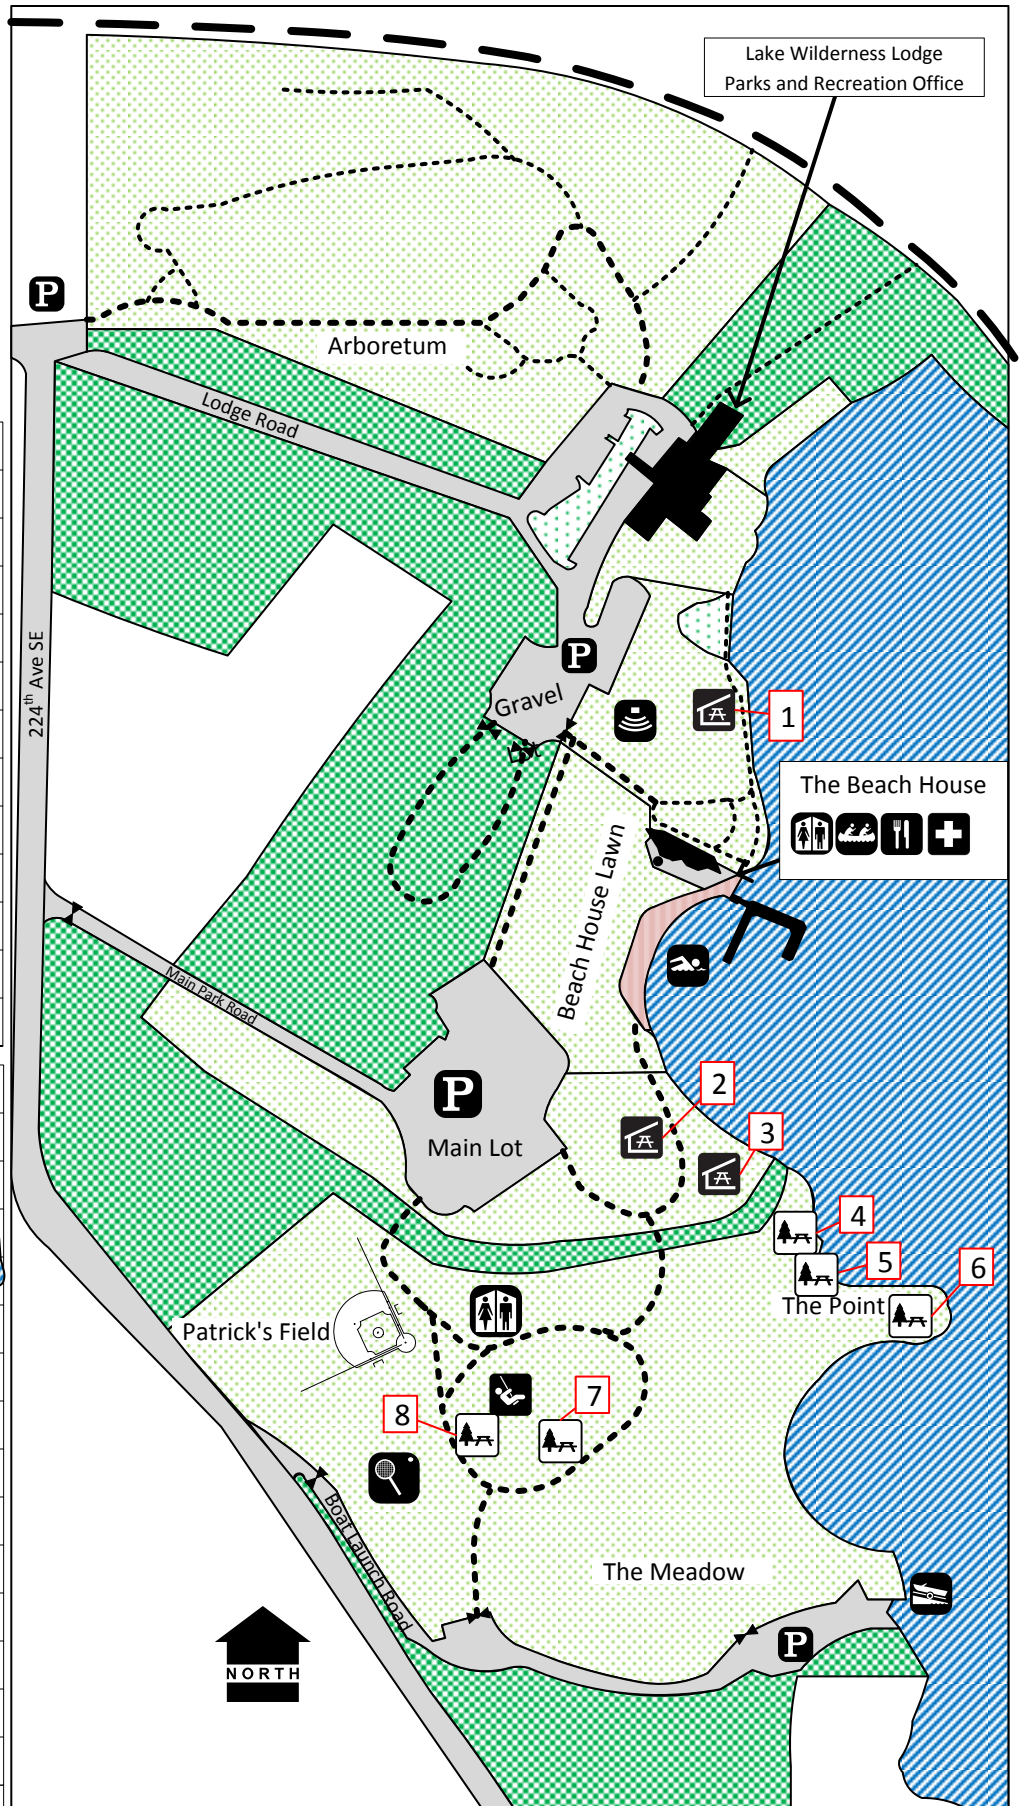 Lake Wilderness Lodge
Parks and Recreation Office
P
Arboretum
Lodge Road
224th Ave SE
P
Gravel
Lot
1
The Beach House
Beach House Lawn
Main Park Road
P
Main Lot
2
3
4
5
6
The Point
Patrick's Field
7
8
Boat Launch Road
The Meadow
P
NORTH